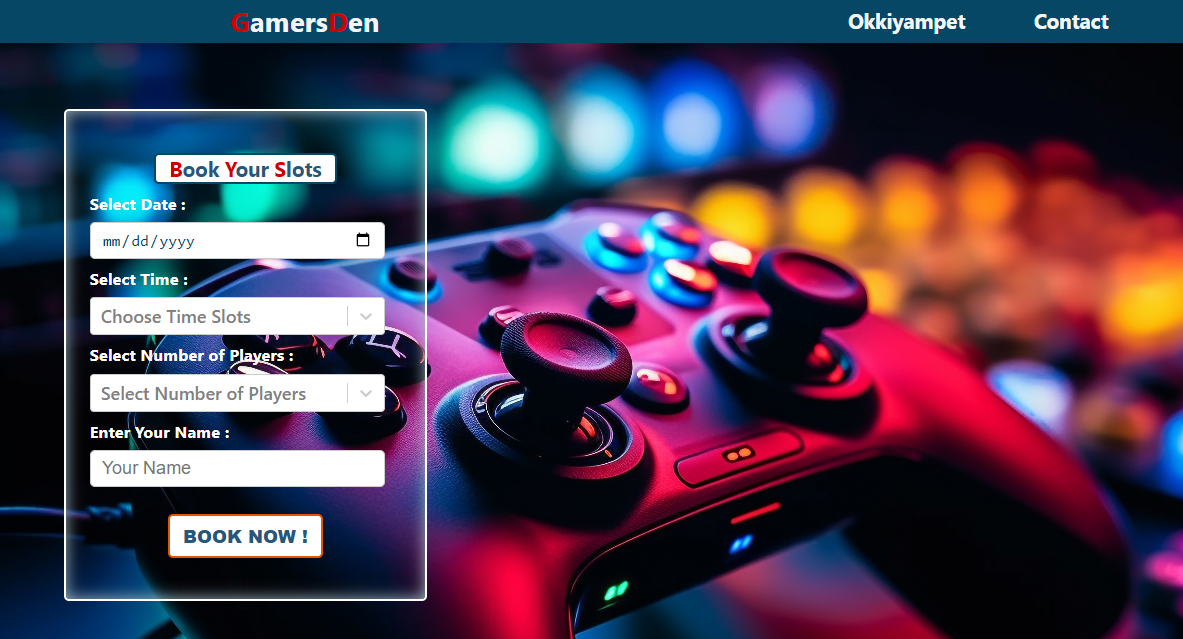 GamersDen Okkiyampet Contact
Book Your Slots
Select Date :
mm/dd/yyyy
Select Time :
Choose Time Slots
Select Number of Players :
Select Number of Players
Enter Your Name :
Your Name
BOOK NOW !